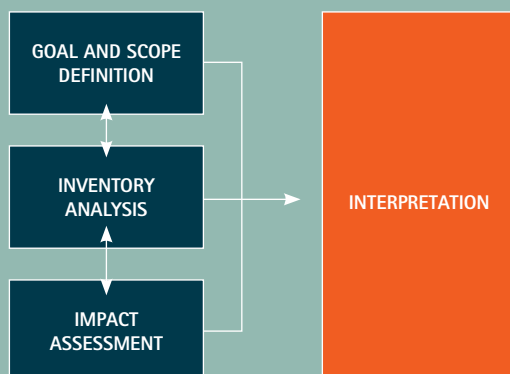 GOAL AND SCOPE
DEFINITION
INVENTORY
ANALYSIS
IMPACT
ASSESSMENT
INTERPRETATION